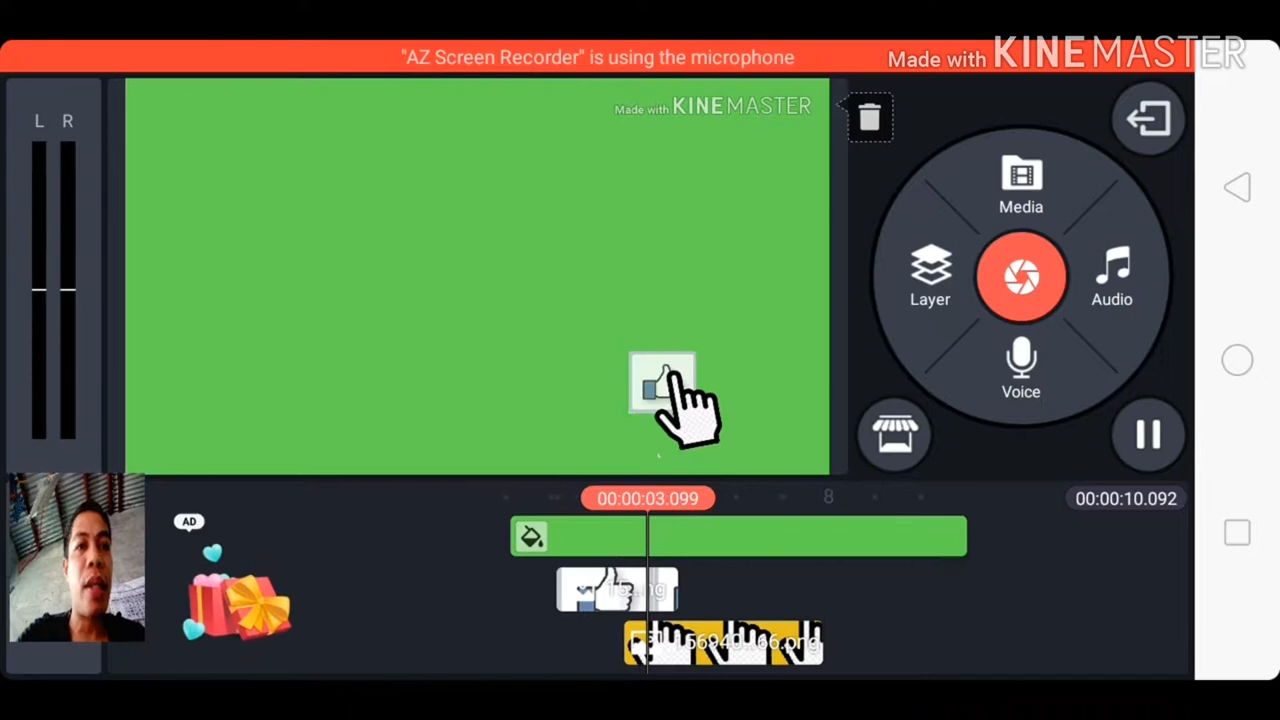 "AZ Screen Recorder" is using the microphone
Made with KINEMASTER
Made with KINEMASTER
L R
Media
Layer
Audio
Voice
00:00:03.099
8
00:00:10.092
AD